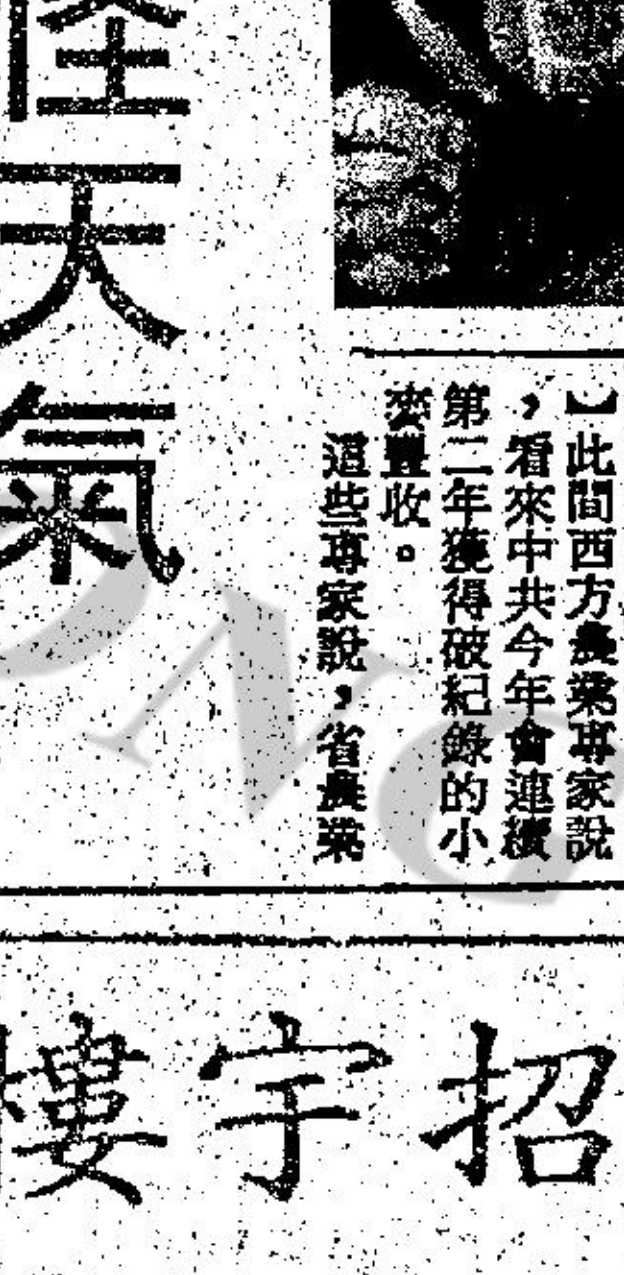 】此間西方農業專家說
，看來中共今年會連續
第二年獲得破紀錄的小
麥豐收。
這些專家說，省農業
怪天氣
招宇樓